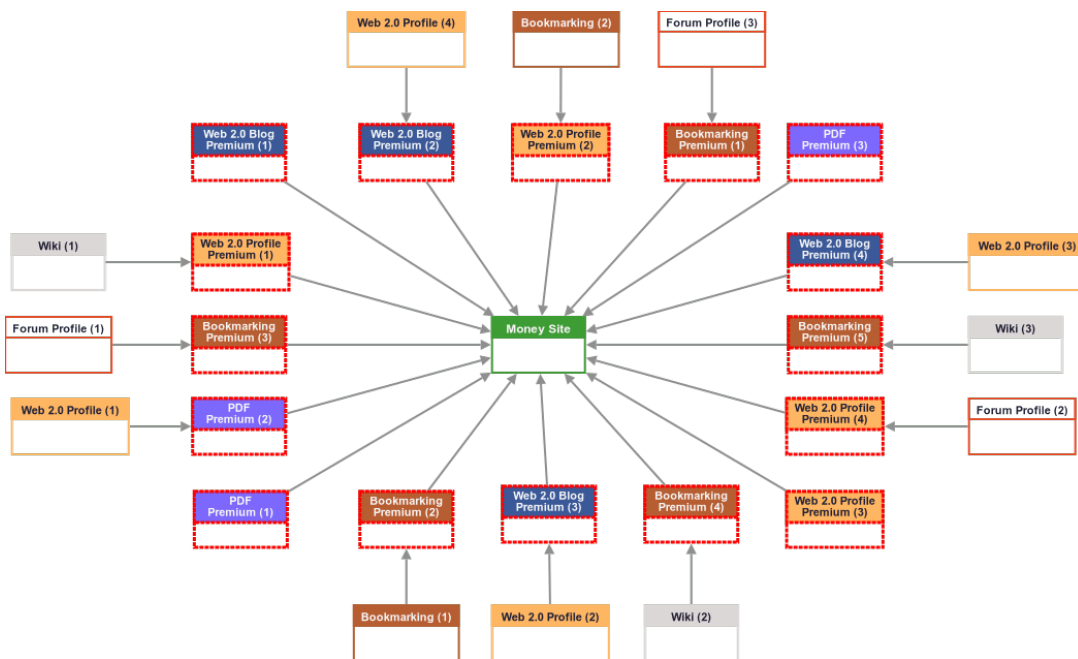 Web 2.0 Profile (4)
Bookmarking (2)
Forum Profile (3)
Web 2.0 Blog
Premium (1)
Web 2.0 Blog
Premium (2)
Web 2.0 Profile
Premium (2)
Bookmarking
Premium (1)
PDF
Premium (3)
Wiki (1)
Web 2.0 Profile
Premium (1)
Web 2.0 Blog
Premium (4)
Web 2.0 Profile (3)
Forum Profile (1)
Bookmarking
Premium (3)
Money Site
Bookmarking
Premium (5)
Wiki (3)
Web 2.0 Profile (1)
PDF
Premium (2)
Web 2.0 Profile
Premium (4)
Forum Profile (2)
PDF
Premium (1)
Bookmarking
Premium (2)
Web 2.0 Blog
Premium (3)
Bookmarking
Premium (4)
Web 2.0 Profile
Premium (3)
Bookmarking (1)
Web 2.0 Profile (2)
Wiki (2)